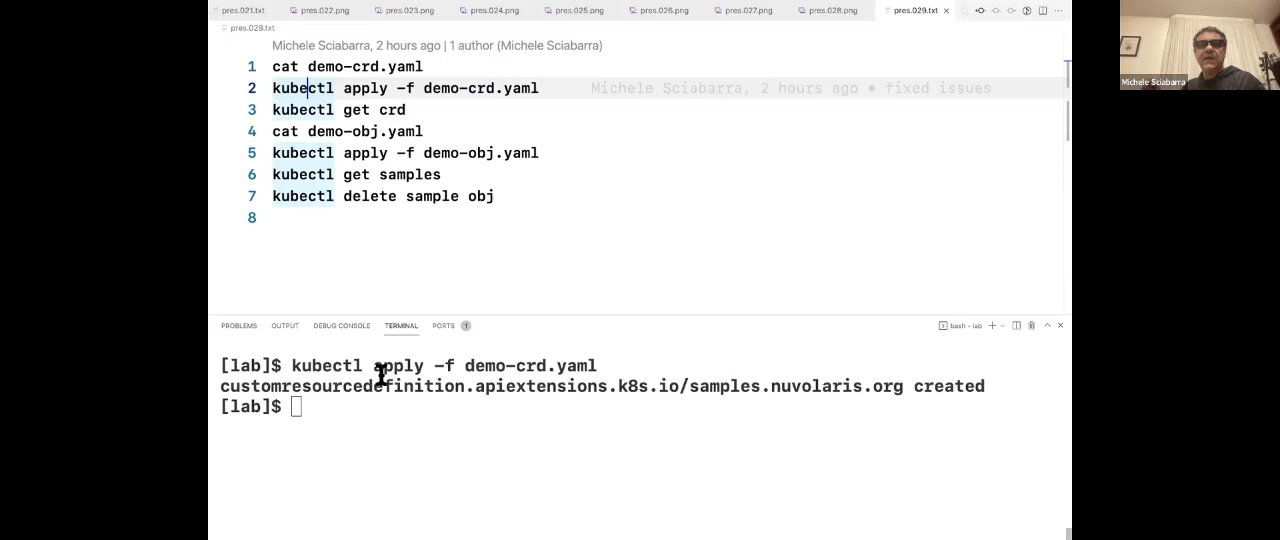 pres.021.txt pres.022.png pres.023.png pres.024.png pres.025.png pres.026.png pres.027.png pres.028.png pres.029.txt
pres.029.txt
Michele Sciabarra, 2 hours ago | 1 author (Michele Sciabarra)
1 cat demo-crd.yaml
2 kubectl apply -f demo-crd.yaml Michele Sciabarra, 2 hours ago • fixed issues
3 kubectl get crd
4 cat demo-obj.yaml
5 kubectl apply -f demo-obj.yaml
6 kubectl get samples
7 kubectl delete sample obj
8
PROBLEMS OUTPUT DEBUG CONSOLE TERMINAL PORTS 1 bash - lab
[lab]$ kubectl apply -f demo-crd.yaml
customresourcedefinition.apiextensions.k8s.io/samples.nuvolaris.org created
[lab]$
Michele Sciabarra